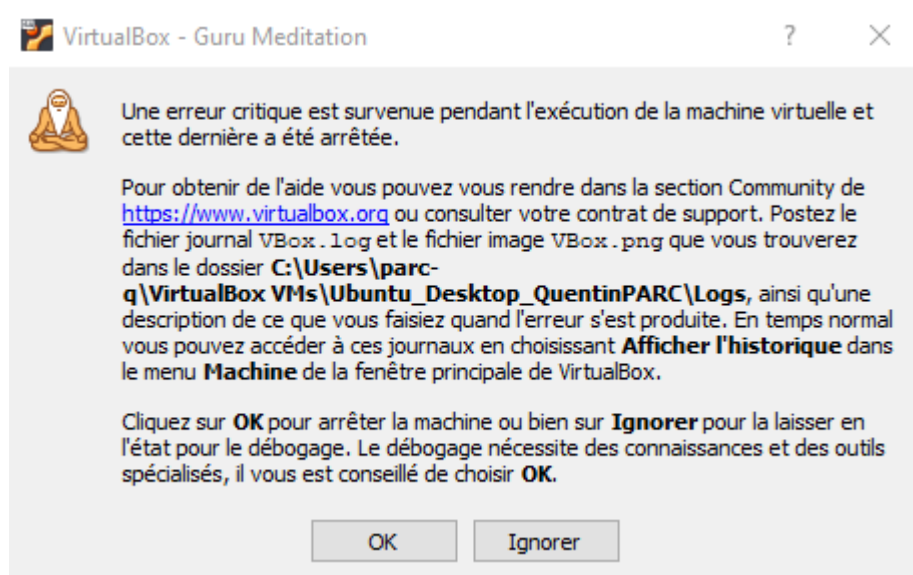 VirtualBox - Guru Meditation ? ×
Une erreur critique est survenue pendant l'exécution de la machine virtuelle et
cette dernière a été arrêtée.
Pour obtenir de l'aide vous pouvez vous rendre dans la section Community de
https://www.virtualbox.org ou consulter votre contrat de support. Postez le
fichier journal VBox.log et le fichier image VBox.png que vous trouverez
dans le dossier C:\Users\parc-
q\VirtualBox VMs\Ubuntu_Desktop_QuentinPARC\Logs, ainsi qu'une
description de ce que vous faisiez quand l'erreur s'est produite. En temps normal
vous pouvez accéder à ces journaux en choisissant Afficher l'historique dans
le menu Machine de la fenêtre principale de VirtualBox.
Cliquez sur OK pour arrêter la machine ou bien sur Ignorer pour la laisser en
l'état pour le débogage. Le débogage nécessite des connaissances et des outils
spécialisés, il vous est conseillé de choisir OK.
OK Ignorer